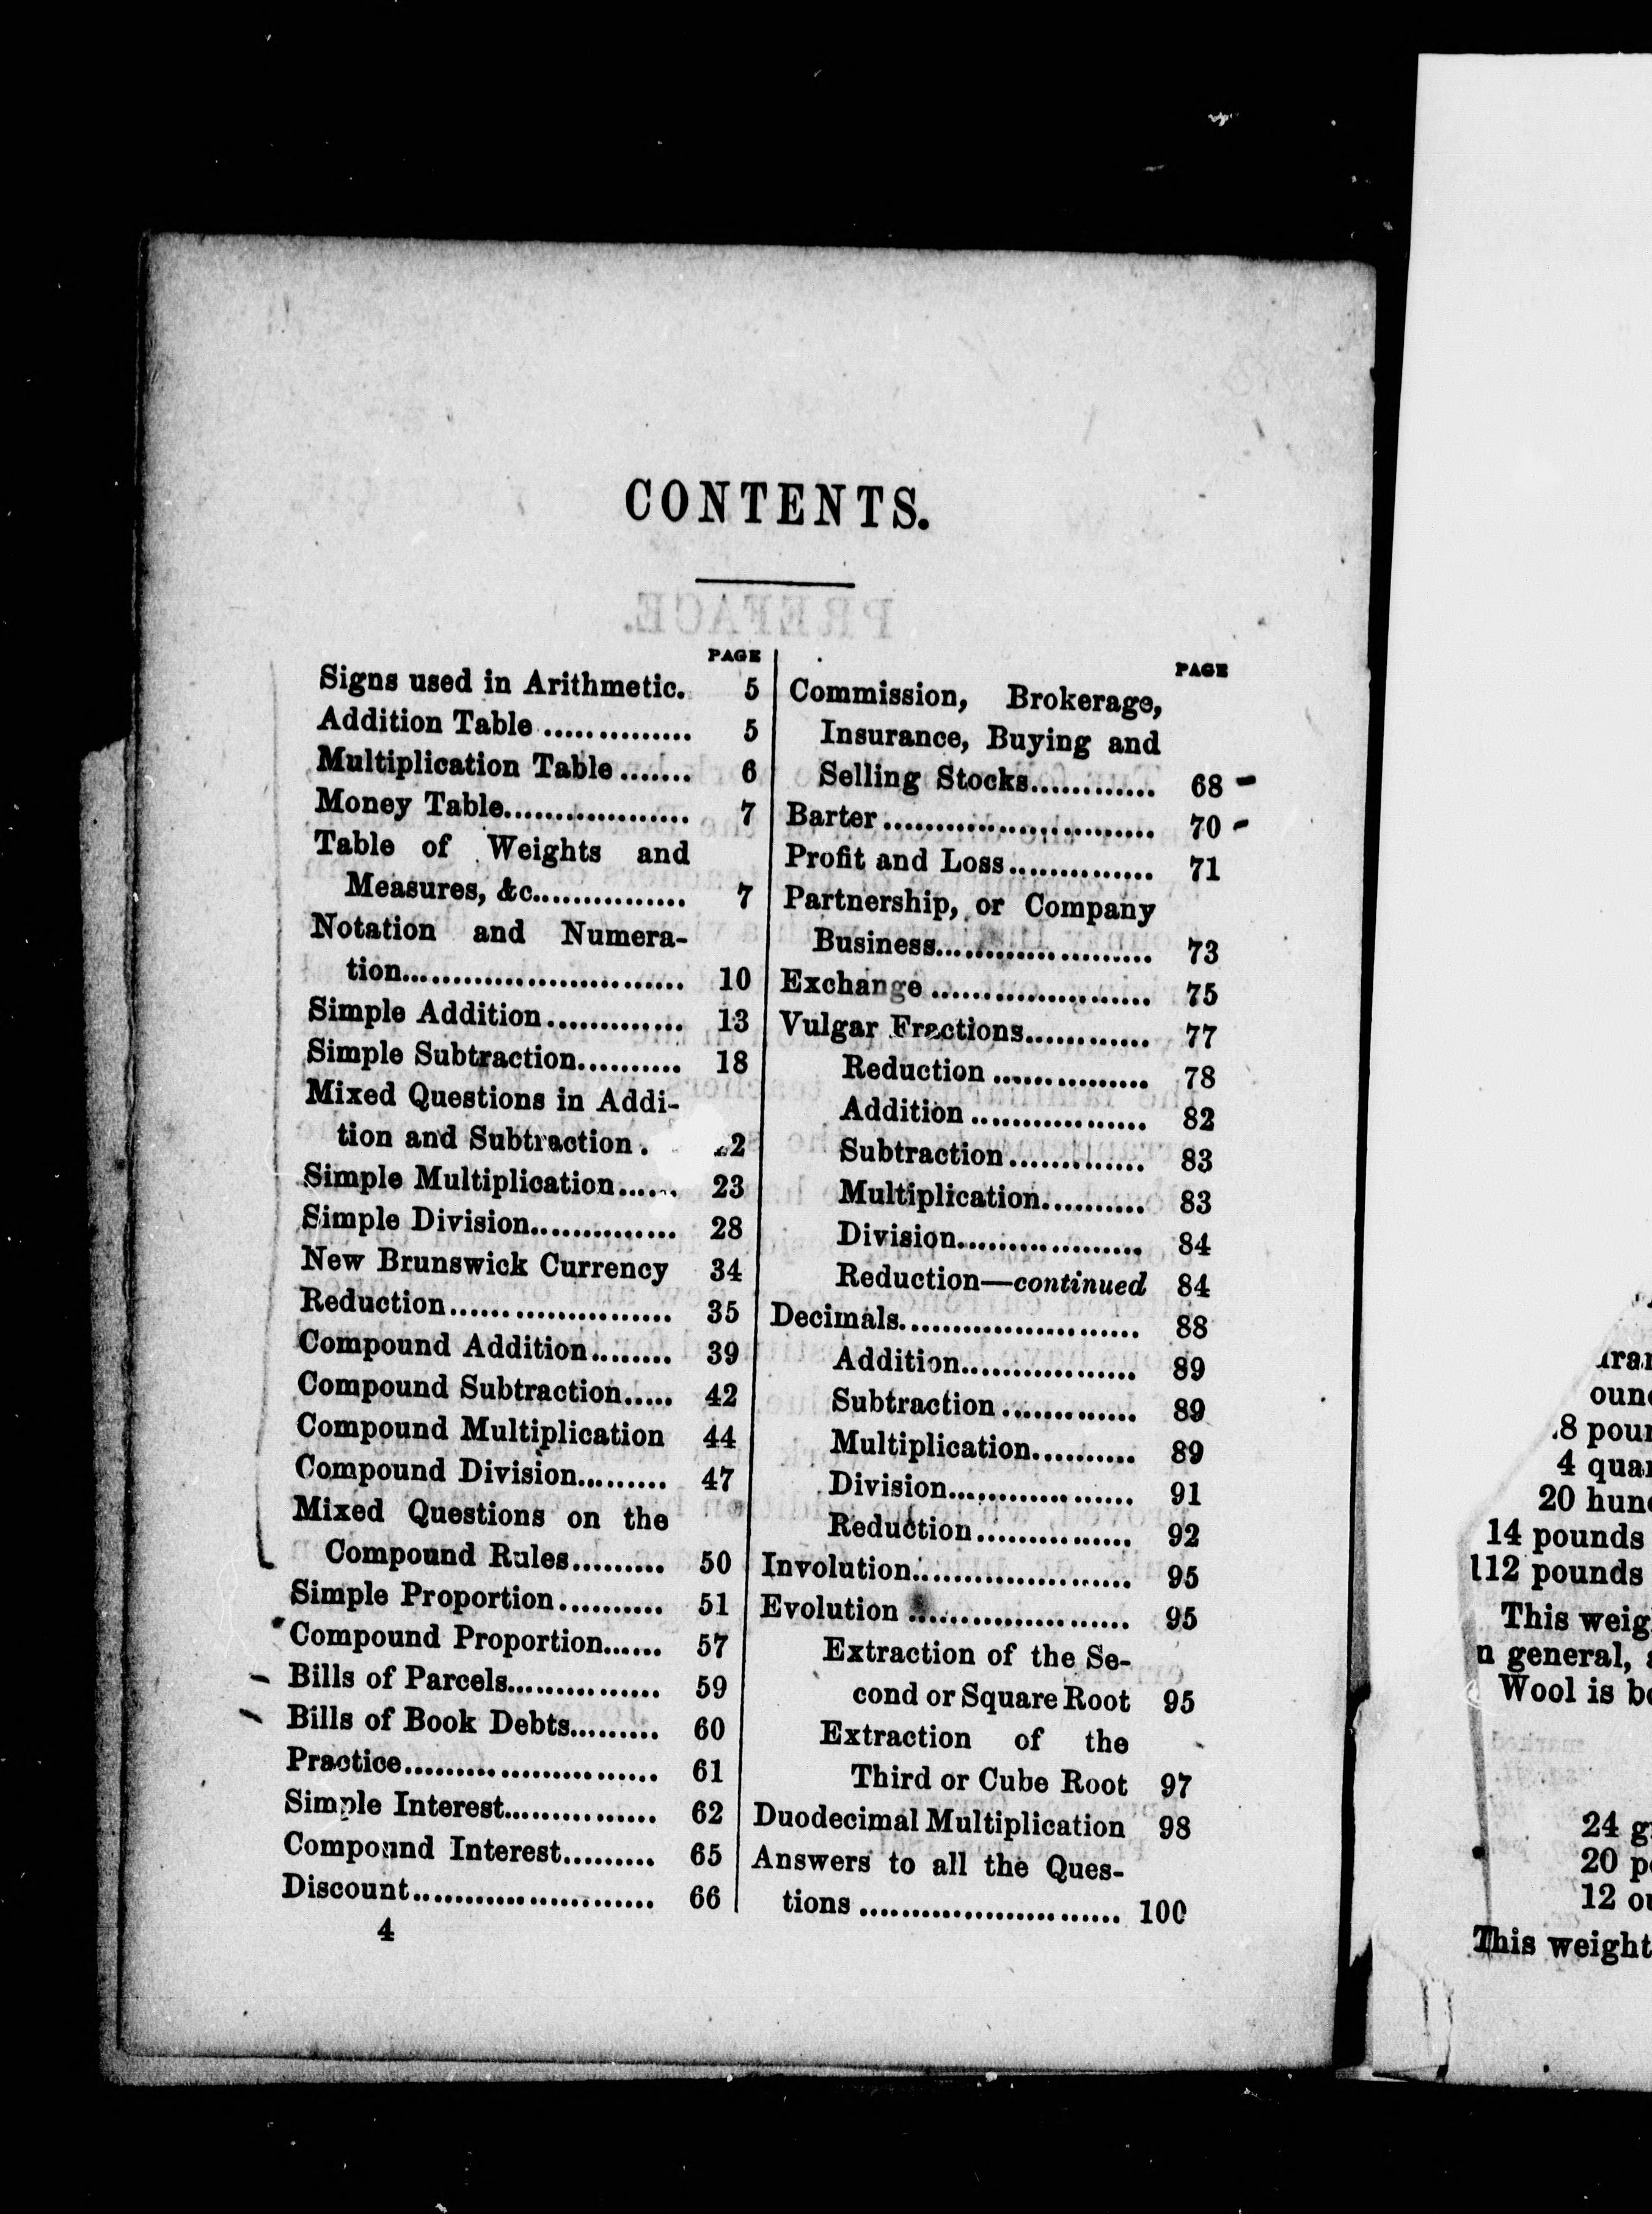 CONTENTS.
PAGE
Signs used in Arithmetic. 5
Addition Table .............. 5
Multiplication Table ....... 6
Money Table.................. 7
Table of Weights and
Measures, &c............... 7
Notation and Numera-
tion........................... 10
Simple Addition............. 13
Simple Subtraction.......... 18
Mixed Questions in Addi-
tion and Subtraction . 22
Simple Multiplication...... 23
Simple Division.............. 28
New Brunswick Currency 34
Reduction...................... 35
Compound Addition........ 39
Compound Subtraction..... 42
Compound Multiplication 44
Compound Division......... 47
Mixed Questions on the
Compound Rules......... 50
Simple Proportion.......... 51
Compound Proportion...... 57
Bills of Parcels............... 59
Bills of Book Debts......... 60
Practice......................... 61
Simple Interest............... 62
Compound Interest......... 65
Discount........................ 66
4
PAGE
Commission, Brokerage,
Insurance, Buying and
Selling Stocks............ 68
Barter .......................... 70
Profit and Loss.............. 71
Partnership, or Company
Business..................... 73
Exchange ..................... 75
Vulgar Fractions............ 77
Reduction ............... 78
Addition ................. 82
Subtraction............. 83
Multiplication.......... 83
Division.................. 84
Reduction—continued 84
Decimals....................... 88
Addition................. 89
Subtraction ............. 89
Multiplication.......... 89
Division.................. 91
Reduction............... 92
Involution..................... 95
Evolution ..................... 95
Extraction of the Se-
cond or Square Root 95
Extraction of the
Third or Cube Root 97
Duodecimal Multiplication 98
Answers to all the Ques-
tions ......................... 100
8 pou
4 qua
20 hun
14 pounds
112 pounds
This weig
n general,
Wool is b
24 g
20 p
12 o
This weight